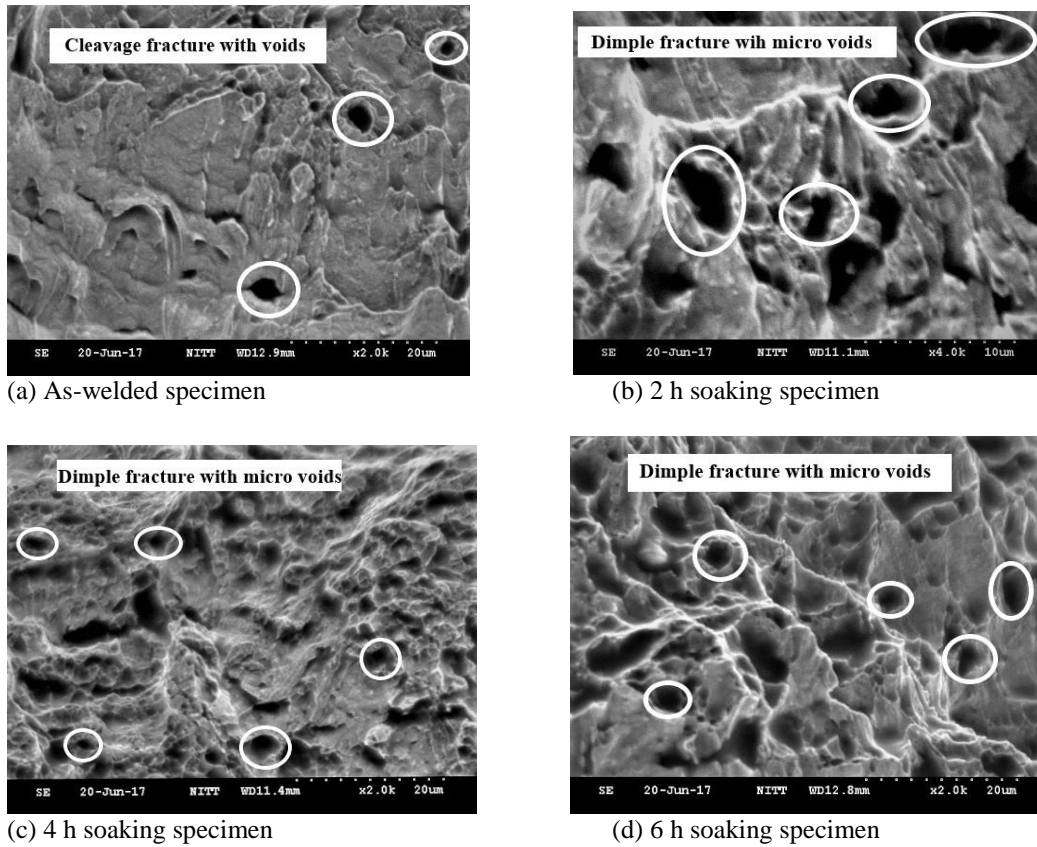 Cleavage fracture with voids
SE 20-Jun-17 NITT WD12.9mm x2.0k 20um
(a) As-welded specimen
Dimple fracture wih micro voids
SE 20-Jun-17 NITT WD11.1mm x4.0k 10um
(b) 2 h soaking specimen
Dimple fracture with micro voids
SE 20-Jun-17 NITT WD11.4mm x2.0k 20um
(c) 4 h soaking specimen
Dimple fracture with micro voids
SE 20-Jun-17 NITT WD12.8mm x2.0k 20um
(d) 6 h soaking specimen